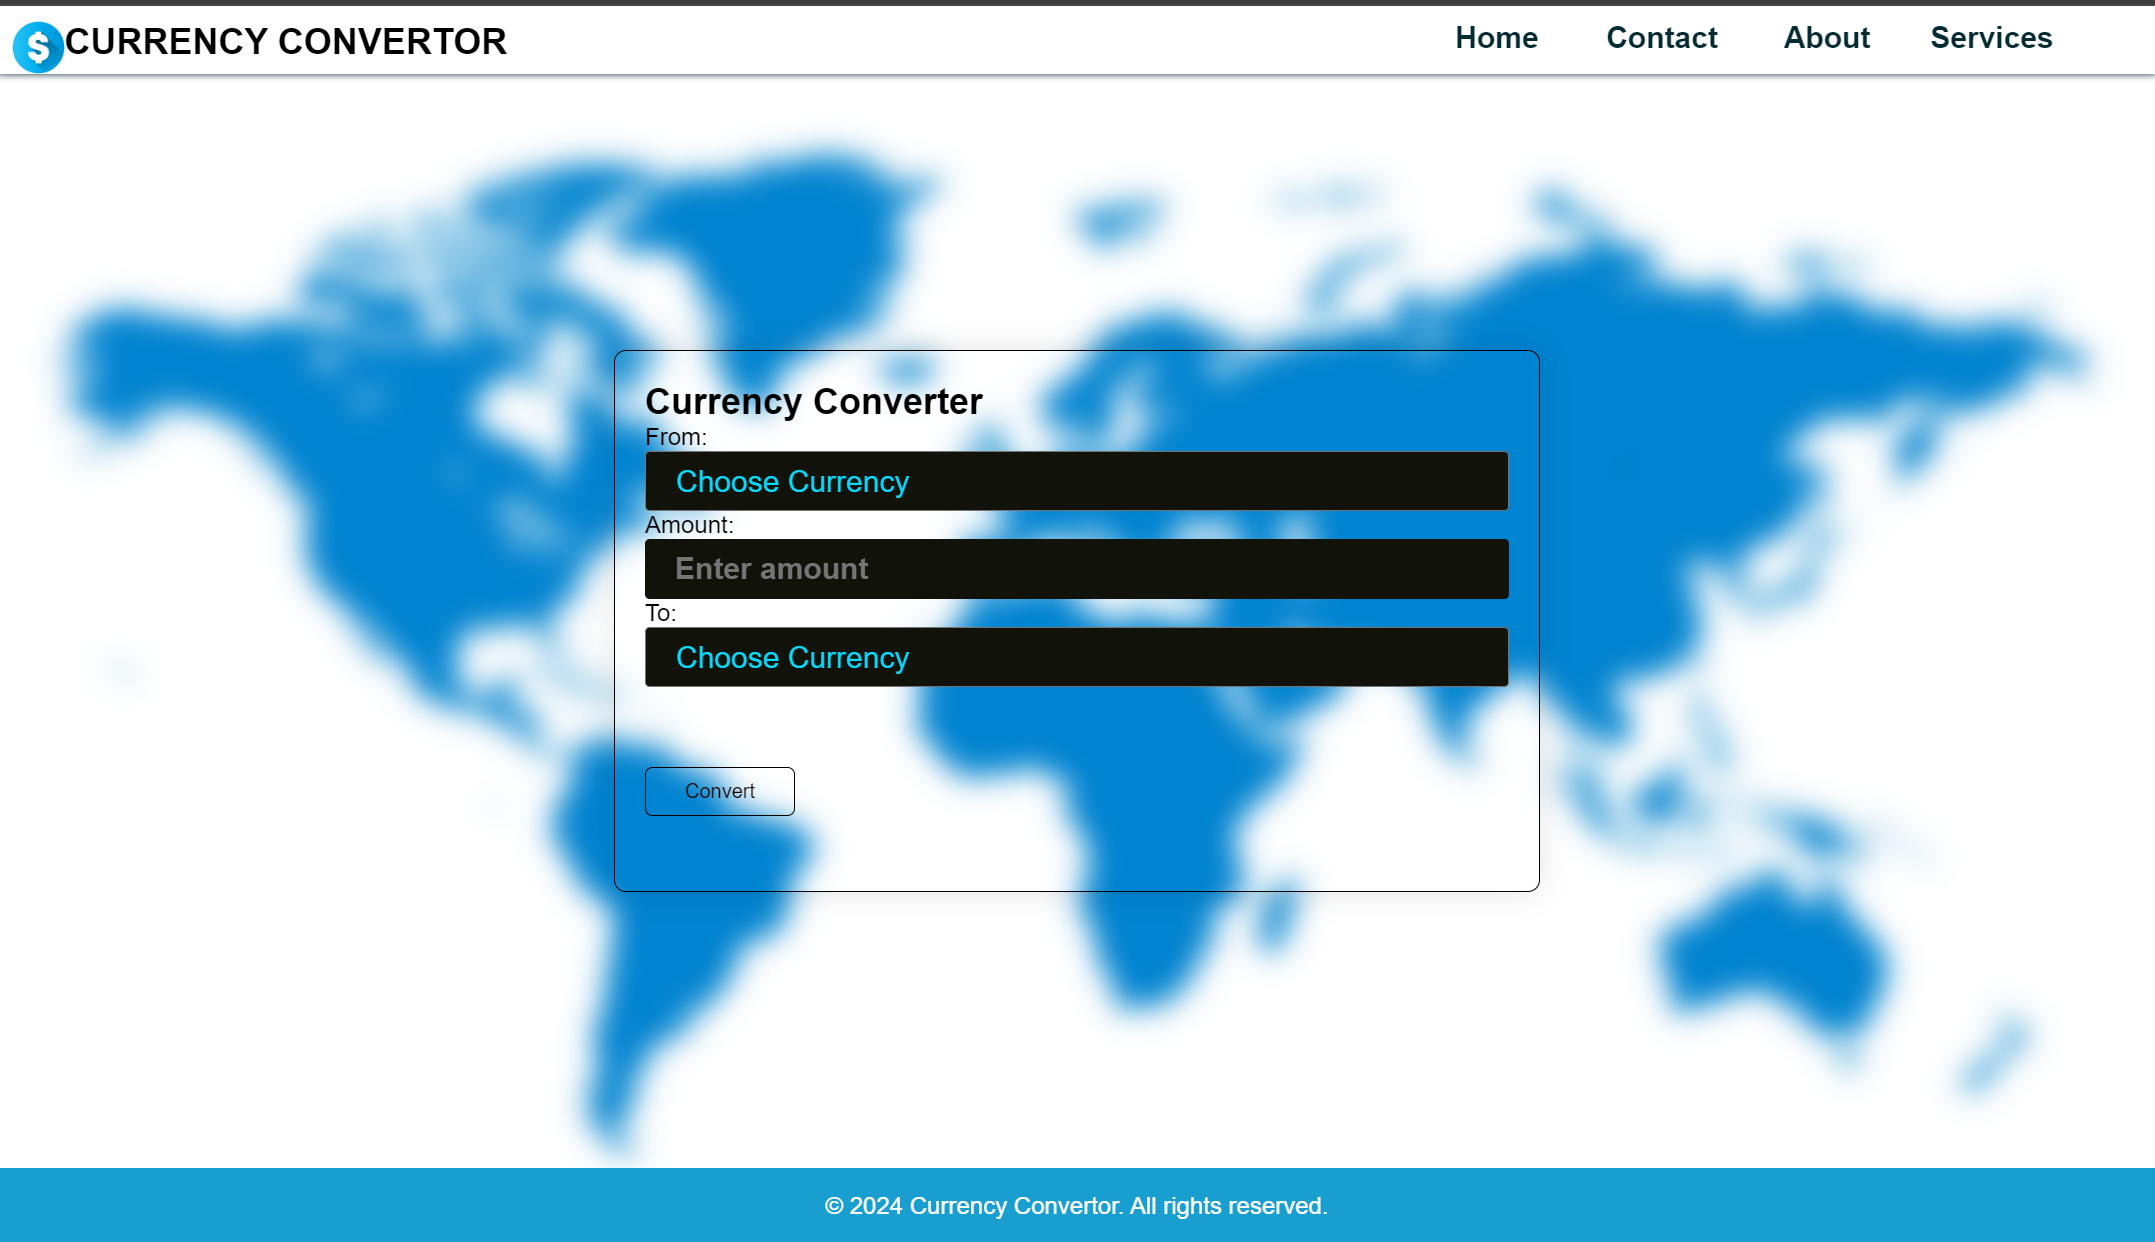 $ CURRENCY CONVERTOR
Home Contact About Services
Currency Converter
From:
Choose Currency
Amount:
Enter amount
To:
Choose Currency
Convert
© 2024 Currency Convertor. All rights reserved.